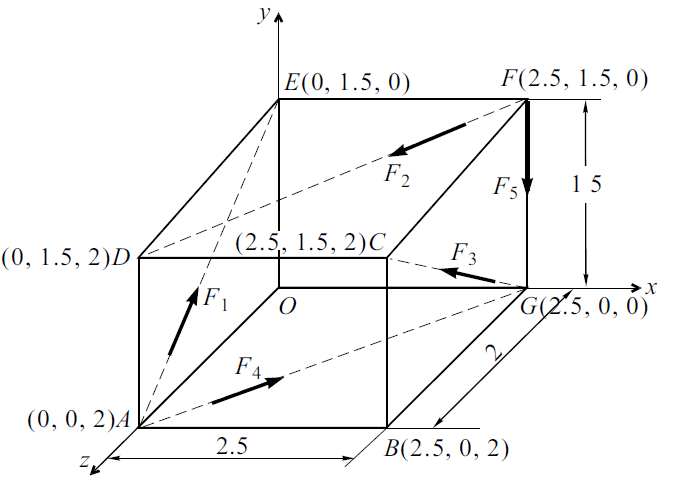 y
E(0, 1.5, 0)
F(2.5, 1.5, 0)
F₂
F₅
1 5
(0, 1.5, 2)D
(2.5, 1.5, 2)C
F₃
F₁
O
x
G(2.5, 0, 0)
F₄
2
(0, 0, 2)A
2.5
B(2.5, 0, 2)
z